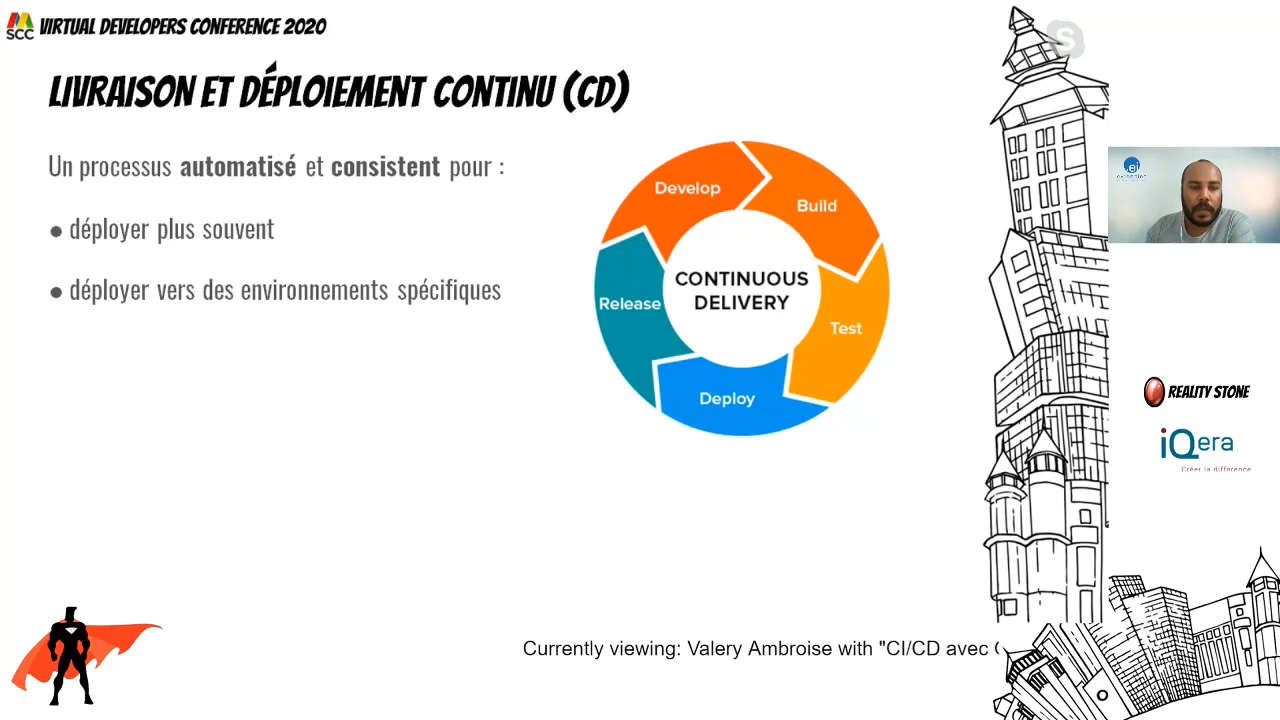 SCC VIRTUAL DEVELOPERS CONFERENCE 2020
LIVRAISON ET DÉPLOIEMENT CONTINU (CD)
Un processus automatisé et consistent pour :
● déployer plus souvent
● déployer vers des environnements spécifiques
Develop
Build
Test
Deploy
Release
CONTINUOUS
DELIVERY
S
ej
REALITY STONE
iQera
Créer la différence
Currently viewing: Valery Ambroise with "CI/CD avec